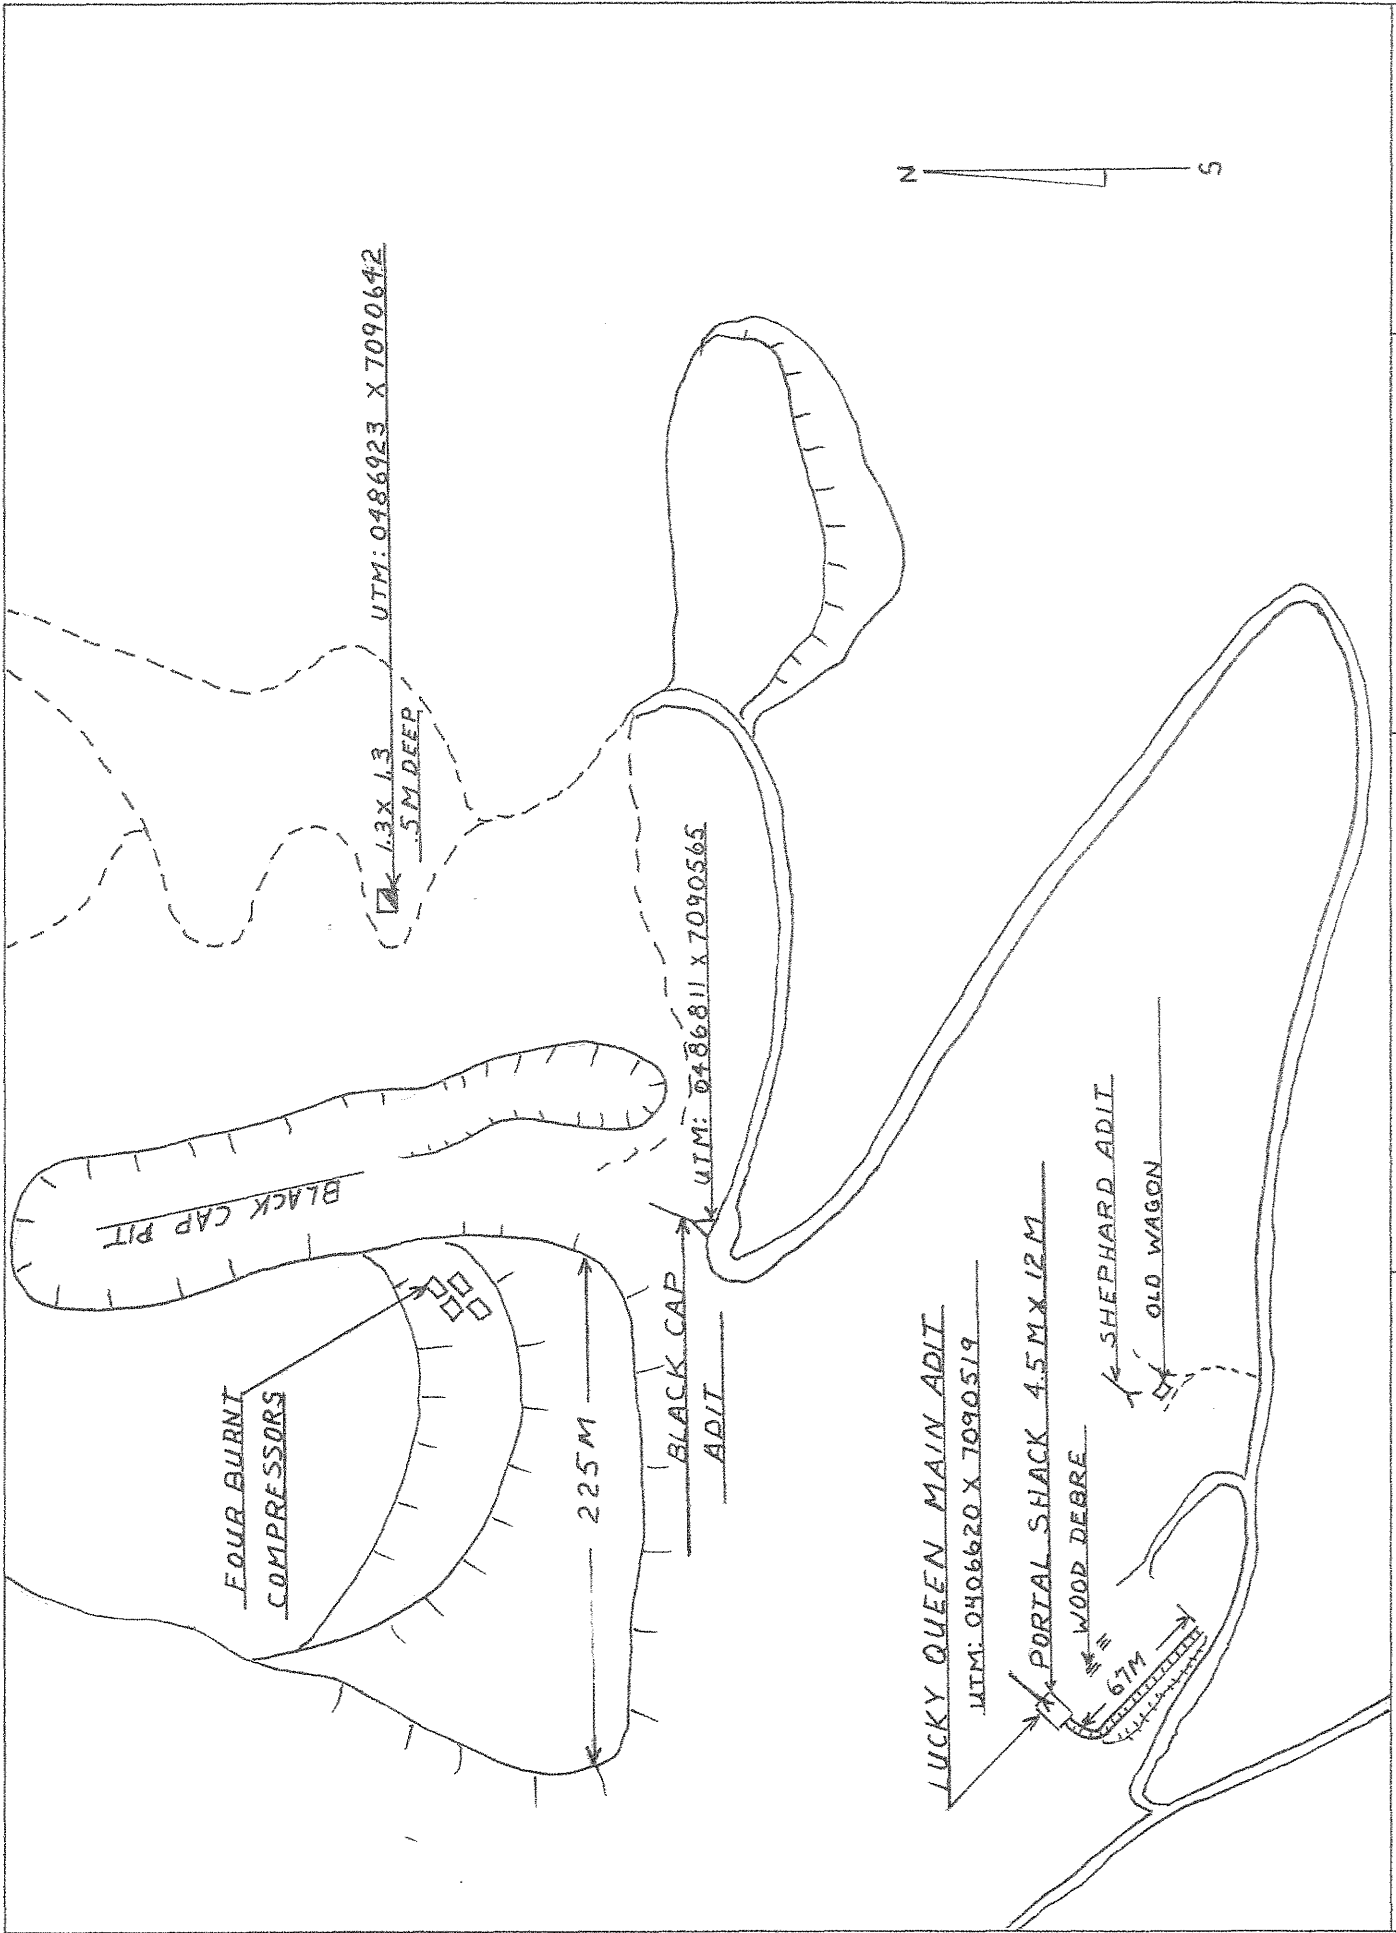 FOUR BURNT
COMPRESSORS
BLACK CAP PIT
1.3 X 1.3
.5 M DEEP
UTM: 0486923 X 7090642
225 M
BLACK CAP
ADIT
UTM: 0486811 X 7090565
N
S
LUCKY QUEEN MAIN ADIT
UTM: 0406620 X 7090519
PORTAL SHACK 4.5 M X 12 M
WOOD DEBRE
67M
SHEPHARD ADIT
OLD WAGON